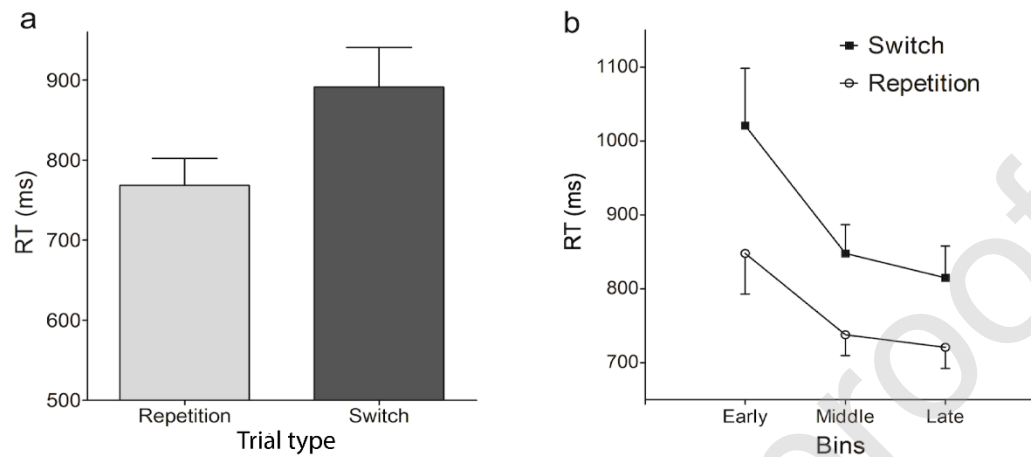 a
RT (ms)
900
800
700
600
500
Repetition
Switch
Trial type
b
Switch
Repetition
RT (ms)
1100
1000
900
800
700
Early
Middle
Late
Bins
proof